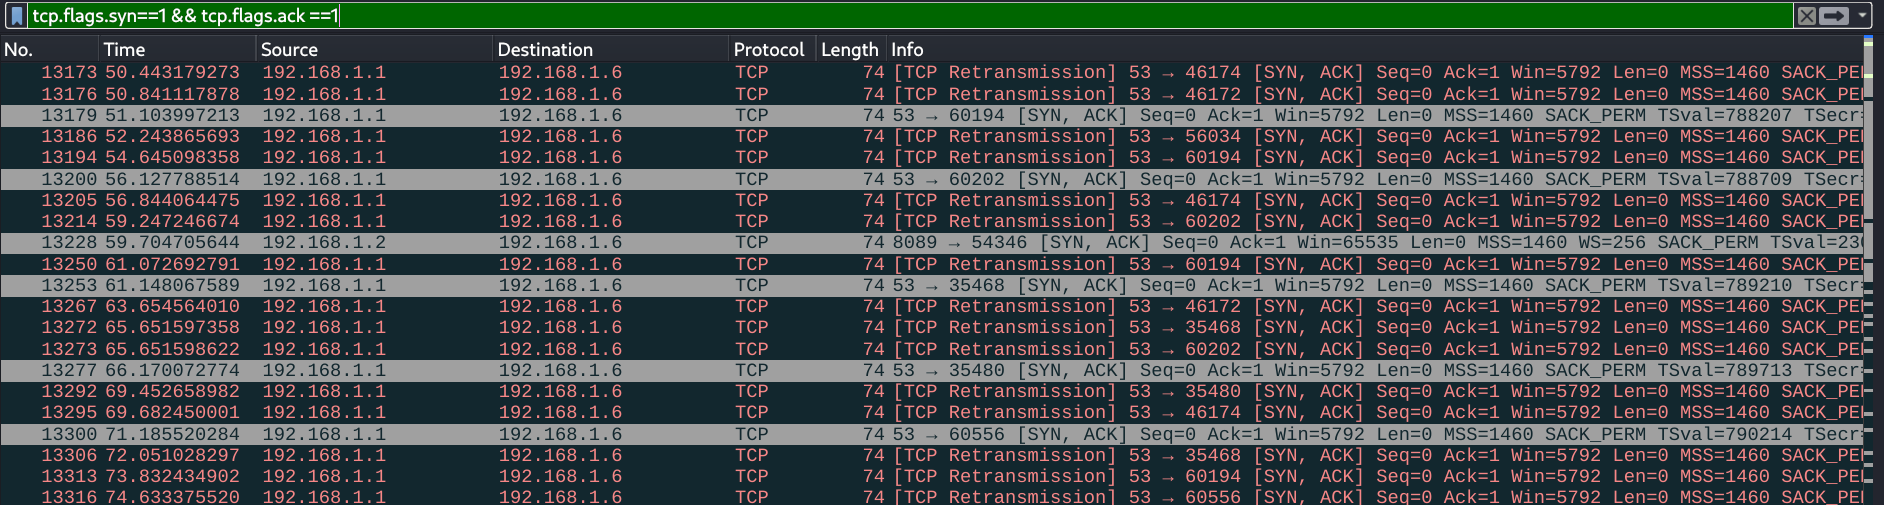 tcp.flags.syn==1 && tcp.flags.ack ==1
No. Time Source Destination Protocol Length Info
13173 50.443179273 192.168.1.1 192.168.1.6 TCP 74 [TCP Retransmission] 53 → 46174 [SYN, ACK] Seq=0 Ack=1 Win=5792 Len=0 MSS=1460 SACK_PE
13176 50.841117878 192.168.1.1 192.168.1.6 TCP 74 [TCP Retransmission] 53 → 46172 [SYN, ACK] Seq=0 Ack=1 Win=5792 Len=0 MSS=1460 SACK_PE
13179 51.103997213 192.168.1.1 192.168.1.6 TCP 74 53 → 60194 [SYN, ACK] Seq=0 Ack=1 Win=5792 Len=0 MSS=1460 SACK_PERM TSval=788207 TSecr=
13186 52.243865693 192.168.1.1 192.168.1.6 TCP 74 [TCP Retransmission] 53 → 56034 [SYN, ACK] Seq=0 Ack=1 Win=5792 Len=0 MSS=1460 SACK_PE
13194 54.645098358 192.168.1.1 192.168.1.6 TCP 74 [TCP Retransmission] 53 → 60194 [SYN, ACK] Seq=0 Ack=1 Win=5792 Len=0 MSS=1460 SACK_PE
13200 56.127788514 192.168.1.1 192.168.1.6 TCP 74 53 → 60202 [SYN, ACK] Seq=0 Ack=1 Win=5792 Len=0 MSS=1460 SACK_PERM TSval=788709 TSecr=
13205 56.844064475 192.168.1.1 192.168.1.6 TCP 74 [TCP Retransmission] 53 → 46174 [SYN, ACK] Seq=0 Ack=1 Win=5792 Len=0 MSS=1460 SACK_PE
13214 59.247246674 192.168.1.1 192.168.1.6 TCP 74 [TCP Retransmission] 53 → 60202 [SYN, ACK] Seq=0 Ack=1 Win=5792 Len=0 MSS=1460 SACK_PE
13228 59.704705644 192.168.1.2 192.168.1.6 TCP 74 8089 → 54346 [SYN, ACK] Seq=0 Ack=1 Win=65535 Len=0 MSS=1460 WS=256 SACK_PERM TSval=230
13250 61.072692791 192.168.1.1 192.168.1.6 TCP 74 [TCP Retransmission] 53 → 60194 [SYN, ACK] Seq=0 Ack=1 Win=5792 Len=0 MSS=1460 SACK_PE
13253 61.148067589 192.168.1.1 192.168.1.6 TCP 74 53 → 35468 [SYN, ACK] Seq=0 Ack=1 Win=5792 Len=0 MSS=1460 SACK_PERM TSval=789210 TSecr=
13267 63.654564010 192.168.1.1 192.168.1.6 TCP 74 [TCP Retransmission] 53 → 46172 [SYN, ACK] Seq=0 Ack=1 Win=5792 Len=0 MSS=1460 SACK_PE
13272 65.651597358 192.168.1.1 192.168.1.6 TCP 74 [TCP Retransmission] 53 → 35468 [SYN, ACK] Seq=0 Ack=1 Win=5792 Len=0 MSS=1460 SACK_PE
13273 65.651598622 192.168.1.1 192.168.1.6 TCP 74 [TCP Retransmission] 53 → 60202 [SYN, ACK] Seq=0 Ack=1 Win=5792 Len=0 MSS=1460 SACK_PE
13277 66.170072774 192.168.1.1 192.168.1.6 TCP 74 53 → 35480 [SYN, ACK] Seq=0 Ack=1 Win=5792 Len=0 MSS=1460 SACK_PERM TSval=789713 TSecr=
13292 69.452658982 192.168.1.1 192.168.1.6 TCP 74 [TCP Retransmission] 53 → 35480 [SYN, ACK] Seq=0 Ack=1 Win=5792 Len=0 MSS=1460 SACK_PE
13295 69.682450001 192.168.1.1 192.168.1.6 TCP 74 [TCP Retransmission] 53 → 46174 [SYN, ACK] Seq=0 Ack=1 Win=5792 Len=0 MSS=1460 SACK_PE
13300 71.185520284 192.168.1.1 192.168.1.6 TCP 74 53 → 60556 [SYN, ACK] Seq=0 Ack=1 Win=5792 Len=0 MSS=1460 SACK_PERM TSval=790214 TSecr=
13306 72.051028297 192.168.1.1 192.168.1.6 TCP 74 [TCP Retransmission] 53 → 35468 [SYN, ACK] Seq=0 Ack=1 Win=5792 Len=0 MSS=1460 SACK_PE
13313 73.832434902 192.168.1.1 192.168.1.6 TCP 74 [TCP Retransmission] 53 → 60194 [SYN, ACK] Seq=0 Ack=1 Win=5792 Len=0 MSS=1460 SACK_PE
13316 74.633375520 192.168.1.1 192.168.1.6 TCP 74 [TCP Retransmission] 53 → 60556 [SYN, ACK] Seq=0 Ack=1 Win=5792 Len=0 MSS=1460 SACK_PE